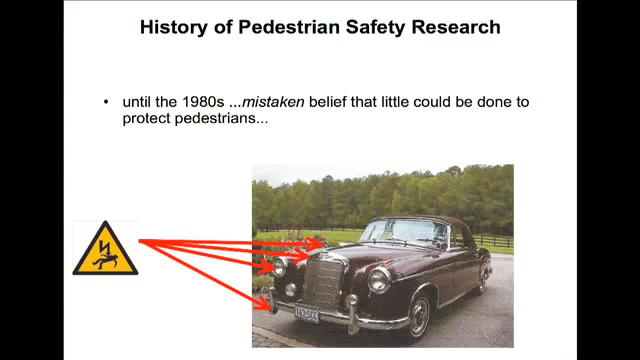 History of Pedestrian Safety Research
• until the 1980s ...mistaken belief that little could be done to
protect pedestrians...